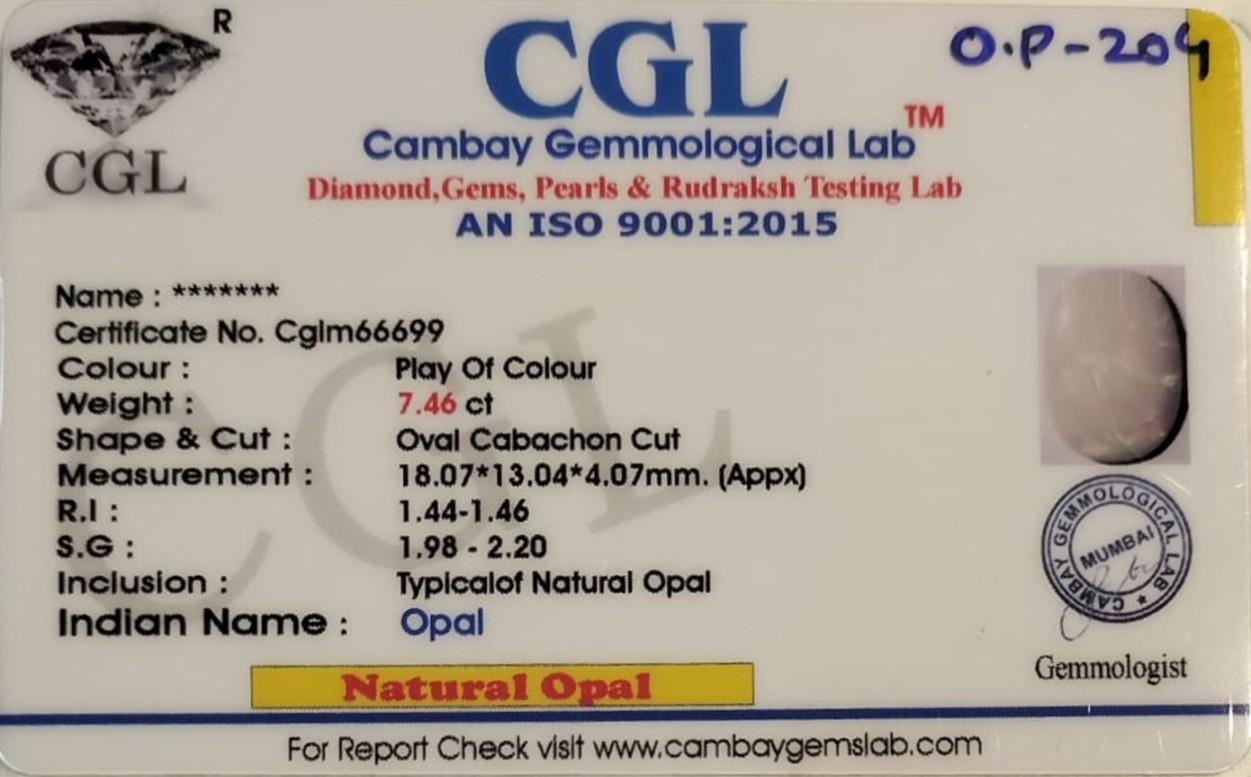 R
CGL
CGL
O.P-204
TM
Cambay Gemmological Lab
Diamond,Gems, Pearls & Rudraksh Testing Lab
AN ISO 9001:2015
Name : *******
Certificate No. Cglm66699
Colour : Play Of Colour
Weight : 7.46 ct
Shape & Cut : Oval Cabachon Cut
Measurement : 18.07*13.04*4.07mm. (Appx)
R.I : 1.44-1.46
S.G : 1.98 - 2.20
Inclusion : Typicalof Natural Opal
Indian Name : Opal
CGL
CAMBAY GEMMOLOGICAL LAB *
MUMBAI
Gemmologist
Natural Opal
For Report Check visit www.cambaygemslab.com